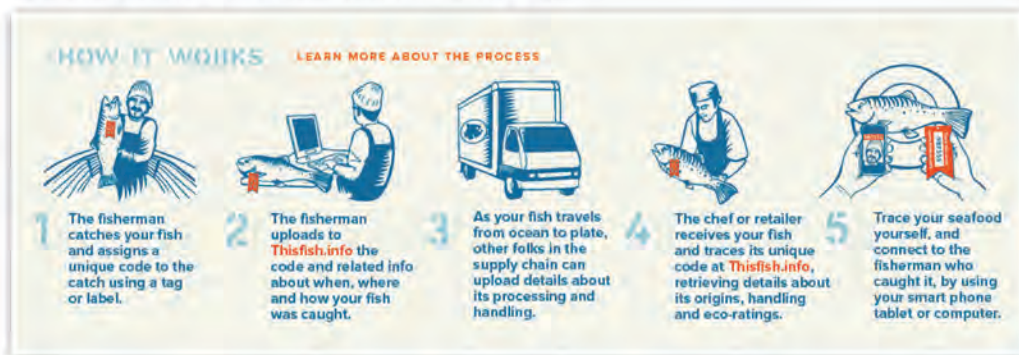 HOW IT WORKS LEARN MORE ABOUT THE PROCESS
1
The fisherman
catches your fish
and assigns a
unique code to the
catch using a tag
or label.
2
The fisherman
uploads to
Thisfish.info the
code and related info
about when, where
and how your fish
was caught.
3
As your fish travels
from ocean to plate,
other folks in the
supply chain can
upload details about
its processing and
handling.
4
The chef or retailer
receives your fish
and traces its unique
code at Thisfish.info,
retrieving details about
its origins, handling
and eco-ratings.
5
Trace your seafood
yourself, and
connect to the
fisherman who
caught it, by using
your smart phone
tablet or computer.